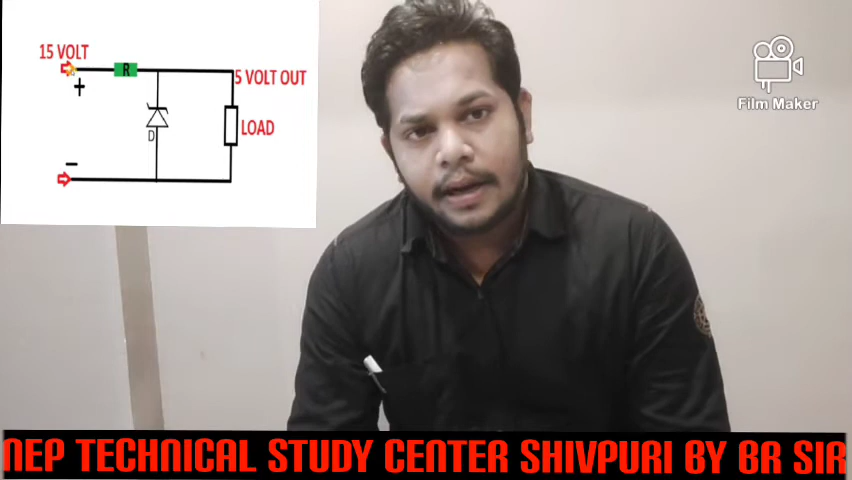 15 VOLT
R
+
5 VOLT OUT
D
LOAD
−
Film Maker
NEP TECHNICAL STUDY CENTER SHIVPURI BY BR SIR